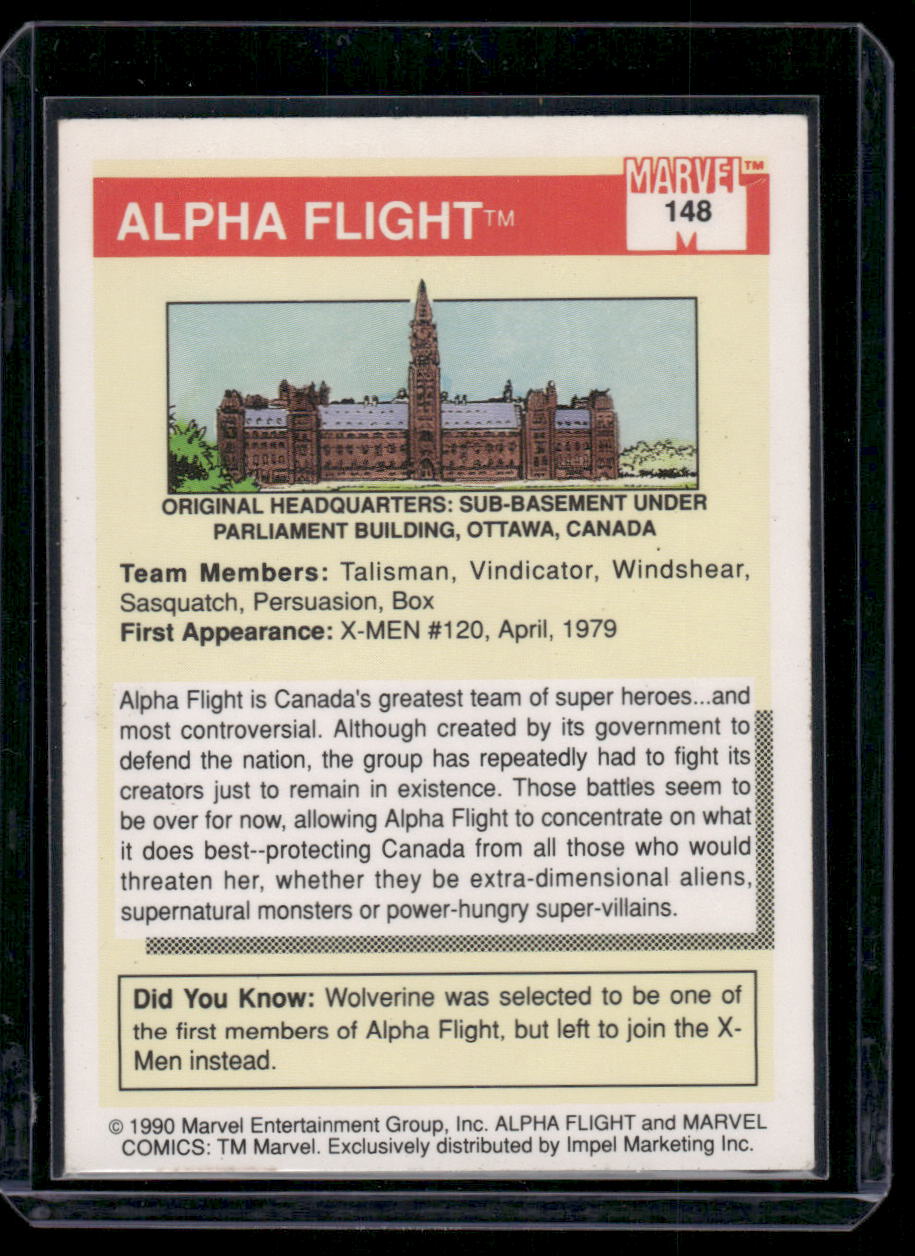 MARVEL™
ALPHA FLIGHT™
148
ORIGINAL HEADQUARTERS: SUB-BASEMENT UNDER
PARLIAMENT BUILDING, OTTAWA, CANADA
Team Members: Talisman, Vindicator, Windshear,
Sasquatch, Persuasion, Box
First Appearance: X-MEN #120, April, 1979
Alpha Flight is Canada's greatest team of super heroes...and
most controversial. Although created by its government to
defend the nation, the group has repeatedly had to fight its
creators just to remain in existence. Those battles seem to
be over for now, allowing Alpha Flight to concentrate on what
it does best--protecting Canada from all those who would
threaten her, whether they be extra-dimensional aliens,
supernatural monsters or power-hungry super-villains.
Did You Know: Wolverine was selected to be one of
the first members of Alpha Flight, but left to join the X-
Men instead.
© 1990 Marvel Entertainment Group, Inc. ALPHA FLIGHT and MARVEL
COMICS: TM Marvel. Exclusively distributed by Impel Marketing Inc.